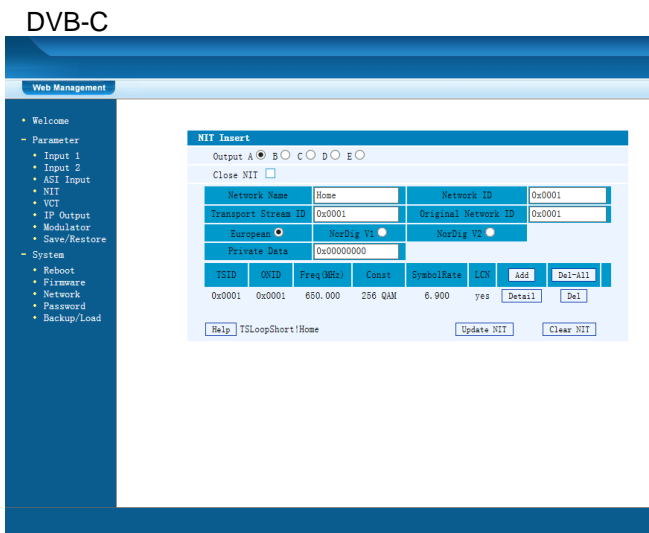 DVB-C
Web Management
Welcome
Parameter
Input 1
Input 2
ASI Input
NIT
VCT
IP Output
Modulator
Save/Restore
System
Reboot
Firmware
Network
Password
Backup/Load
NIT Insert
Output A B C D E
Close NIT
Network Name Home Network ID 0x0001
Transport Stream ID 0x0001 Original Network ID 0x0001
European NorDig V1 NorDig V2
Private Data 0x00000000
TSID ONID Freq(MHz) Const SymbolRate LCN Add Del-All
0x0001 0x0001 650.000 256 QAM 6.900 yes Detail Del
Help TSLoopShort!Home Update NIT Clear NIT